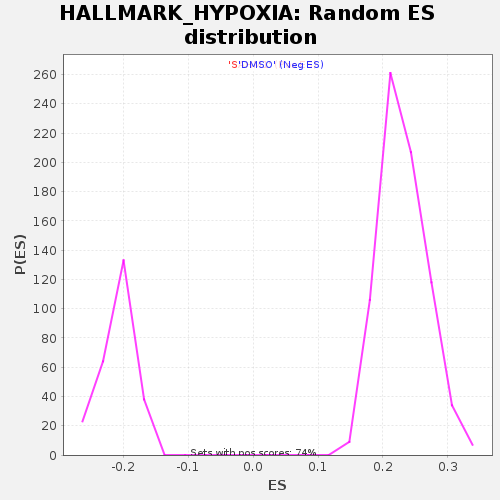 HALLMARK_HYPOXIA: Random ES
distribution
'S'DMSO' (Neg ES)
260
240
220
200
180
160
140
120
100
80
60
40
20
0
P(ES)
Sets with pos scores: 74%
-0.2 -0.1 0.0 0.1 0.2 0.3
ES